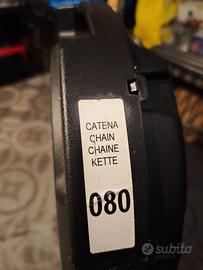 CATENA
CHAIN
CHAINE
KETTE
080
subito